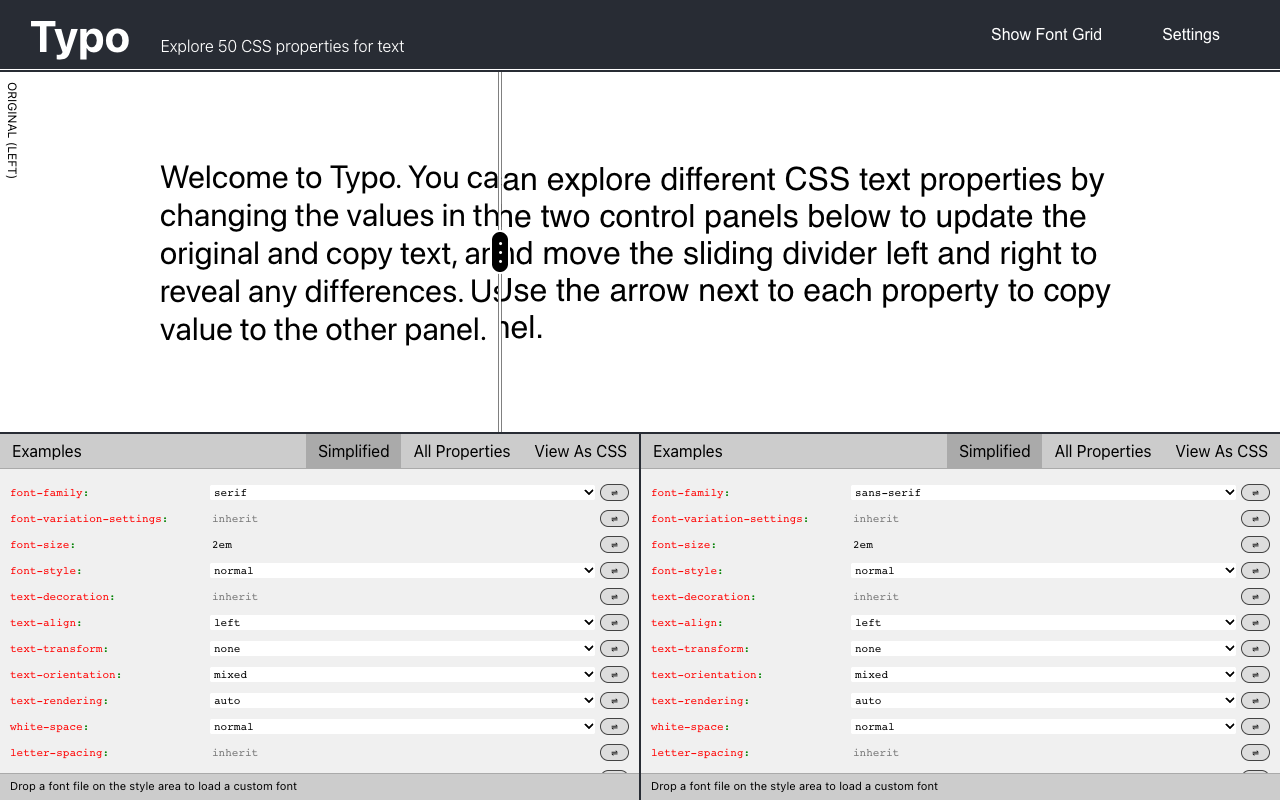 Typo
Explore 50 CSS properties for text
Show Font Grid
Settings
ORIGINAL (LEFT)
Welcome to Typo. You caan explore different CSS text properties by
changing the values in thhe two control panels below to update the
original and copy text, arnd move the sliding divider left and right to
reveal any differences. UsUse the arrow next to each property to copy
value to the other panel. nel.
Examples
Simplified
All Properties
View As CSS
font-family: serif ⇌
font-variation-settings: inherit ⇌
font-size: 2em ⇌
font-style: normal ⇌
text-decoration: inherit ⇌
text-align: left ⇌
text-transform: none ⇌
text-orientation: mixed ⇌
text-rendering: auto ⇌
white-space: normal ⇌
letter-spacing: inherit ⇌
Drop a font file on the style area to load a custom font
Examples
Simplified
All Properties
View As CSS
font-family: sans-serif ⇌
font-variation-settings: inherit ⇌
font-size: 2em ⇌
font-style: normal ⇌
text-decoration: inherit ⇌
text-align: left ⇌
text-transform: none ⇌
text-orientation: mixed ⇌
text-rendering: auto ⇌
white-space: normal ⇌
letter-spacing: inherit ⇌
Drop a font file on the style area to load a custom font